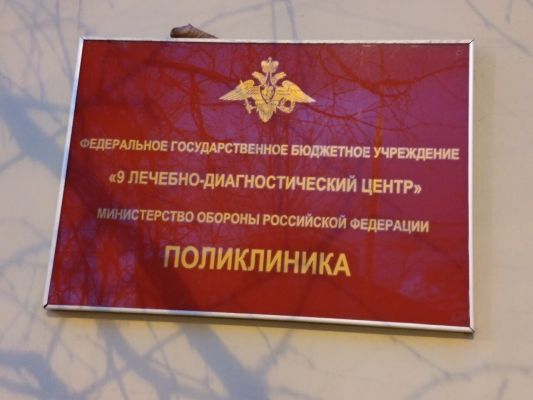 ФЕДЕРАЛЬНОЕ ГОСУДАРСТВЕННОЕ БЮДЖЕТНОЕ УЧРЕЖДЕНИЕ
«9 ЛЕЧЕБНО-ДИАГНОСТИЧЕСКИЙ ЦЕНТР»
МИНИСТЕРСТВО ОБОРОНЫ РОССИЙСКОЙ ФЕДЕРАЦИИ
ПОЛИКЛИНИКА